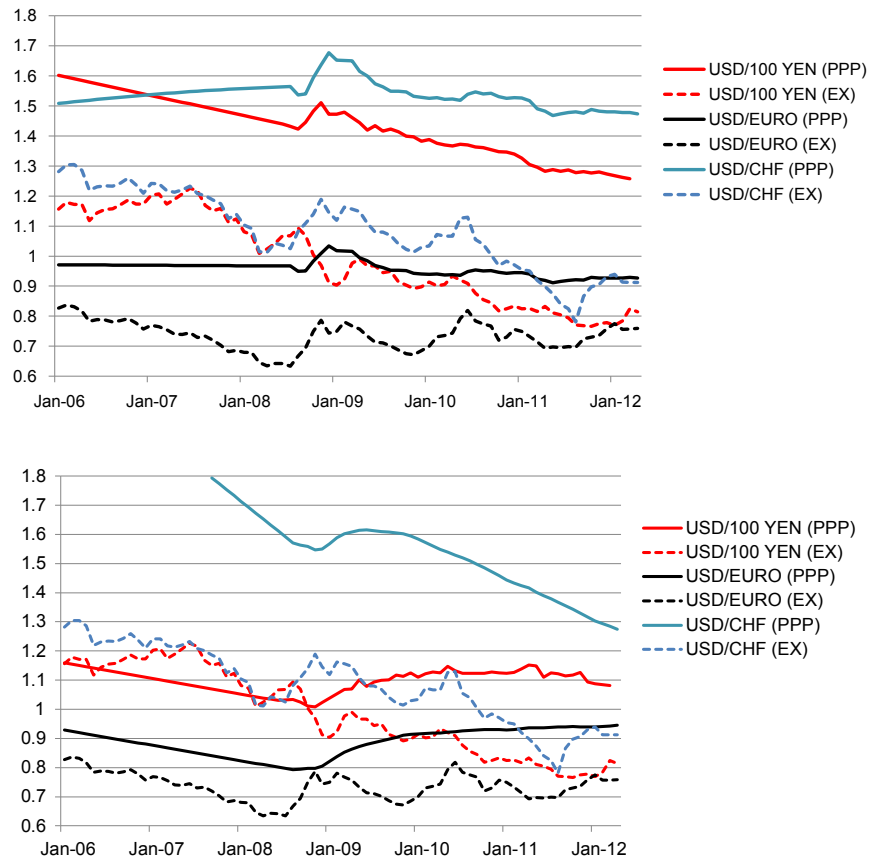 1.8
1.7
1.6
1.5
1.4
1.3
1.2
1.1
1
0.9
0.8
0.7
0.6
Jan-06 Jan-07 Jan-08 Jan-09 Jan-10 Jan-11 Jan-12
USD/100 YEN (PPP)
USD/100 YEN (EX)
USD/EURO (PPP)
USD/EURO (EX)
USD/CHF (PPP)
USD/CHF (EX)
1.8
1.7
1.6
1.5
1.4
1.3
1.2
1.1
1
0.9
0.8
0.7
0.6
Jan-06 Jan-07 Jan-08 Jan-09 Jan-10 Jan-11 Jan-12
USD/100 YEN (PPP)
USD/100 YEN (EX)
USD/EURO (PPP)
USD/EURO (EX)
USD/CHF (PPP)
USD/CHF (EX)